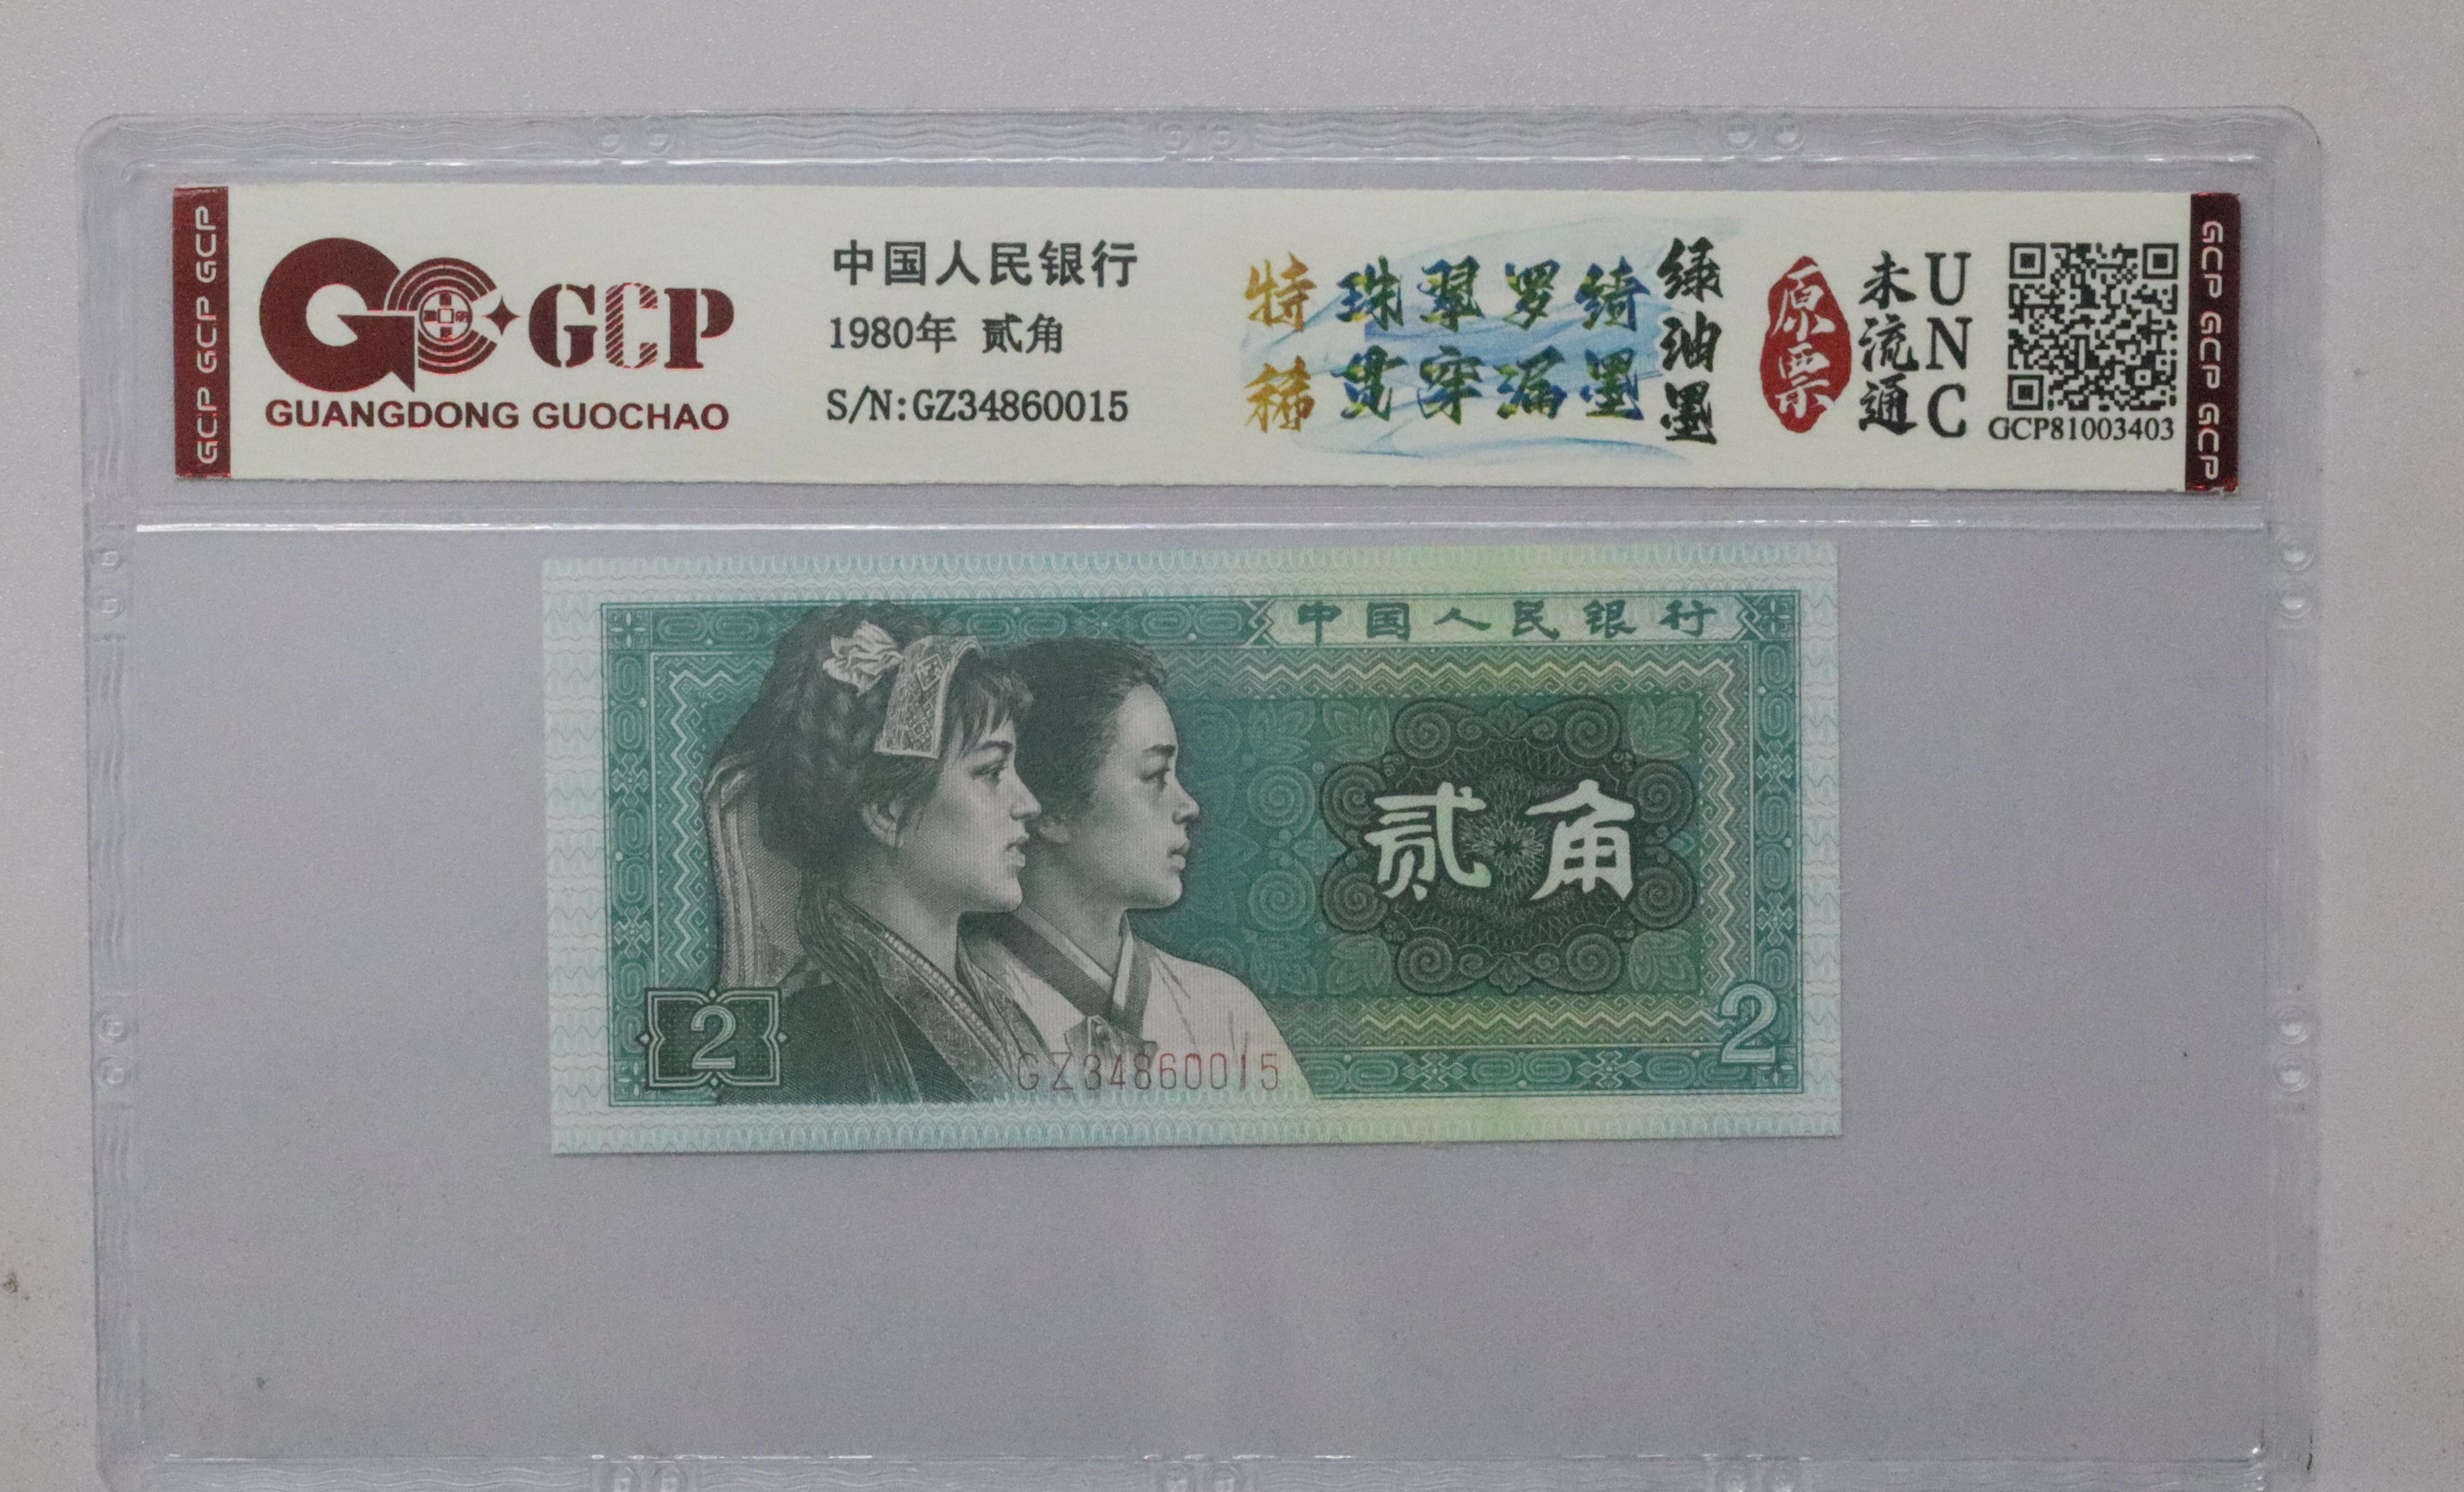 GCP GCP GCP
GCP
GUANGDONG GUOCHAO
中国人民银行
1980年 贰角
S/N:GZ34860015
特稀
珠翠罗绮
贯穿漏墨
绿油墨
原票
未流通
UNC
GCP81003403
GCP GCP GCP
中国人民银行
贰角
2
2
GZ34860015